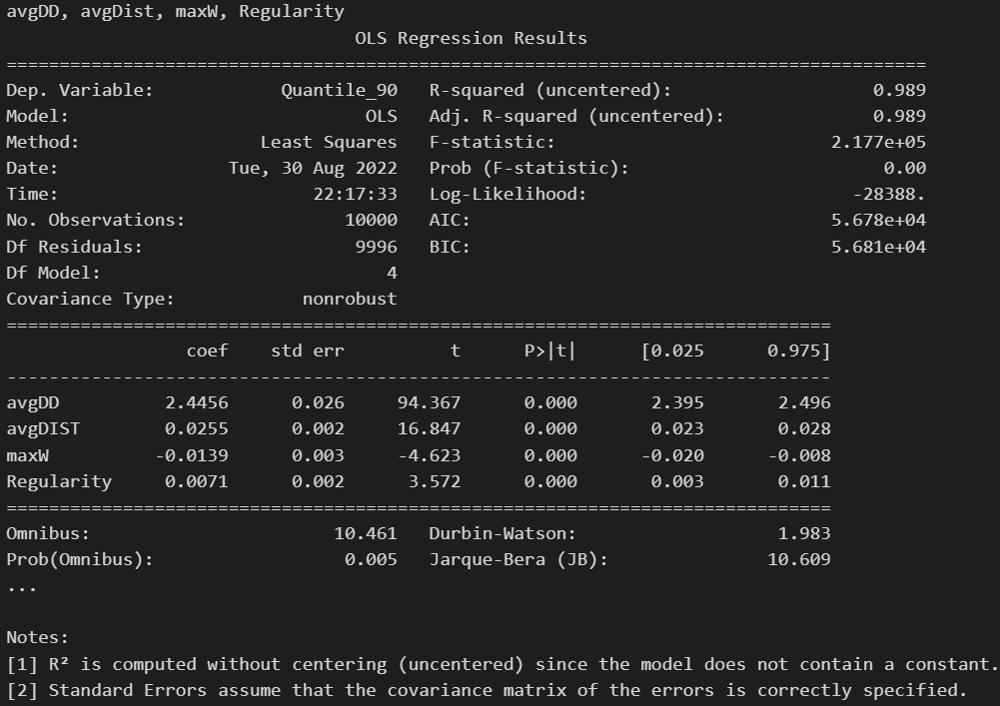 avgDD, avgDist, maxW, Regularity
OLS Regression Results
=======================================================================================
Dep. Variable:            Quantile_90   R-squared (uncentered):                   0.989
Model:                            OLS   Adj. R-squared (uncentered):              0.989
Method:                 Least Squares   F-statistic:                          2.177e+05
Date:                Tue, 30 Aug 2022   Prob (F-statistic):                        0.00
Time:                        22:17:33   Log-Likelihood:                         -28388.
No. Observations:               10000   AIC:                                  5.678e+04
Df Residuals:                    9996   BIC:                                  5.681e+04
Df Model:                           4
Covariance Type:            nonrobust
==============================================================================
                 coef    std err          t      P>|t|      [0.025      0.975]
------------------------------------------------------------------------------
avgDD          2.4456      0.026     94.367      0.000       2.395       2.496
avgDIST        0.0255      0.002     16.847      0.000       0.023       0.028
maxW          -0.0139      0.003     -4.623      0.000      -0.020      -0.008
Regularity     0.0071      0.002      3.572      0.000       0.003       0.011
==============================================================================
Omnibus:                       10.461   Durbin-Watson:                   1.983
Prob(Omnibus):                  0.005   Jarque-Bera (JB):               10.609
...
Notes:
[1] R² is computed without centering (uncentered) since the model does not contain a constant.
[2] Standard Errors assume that the covariance matrix of the errors is correctly specified.